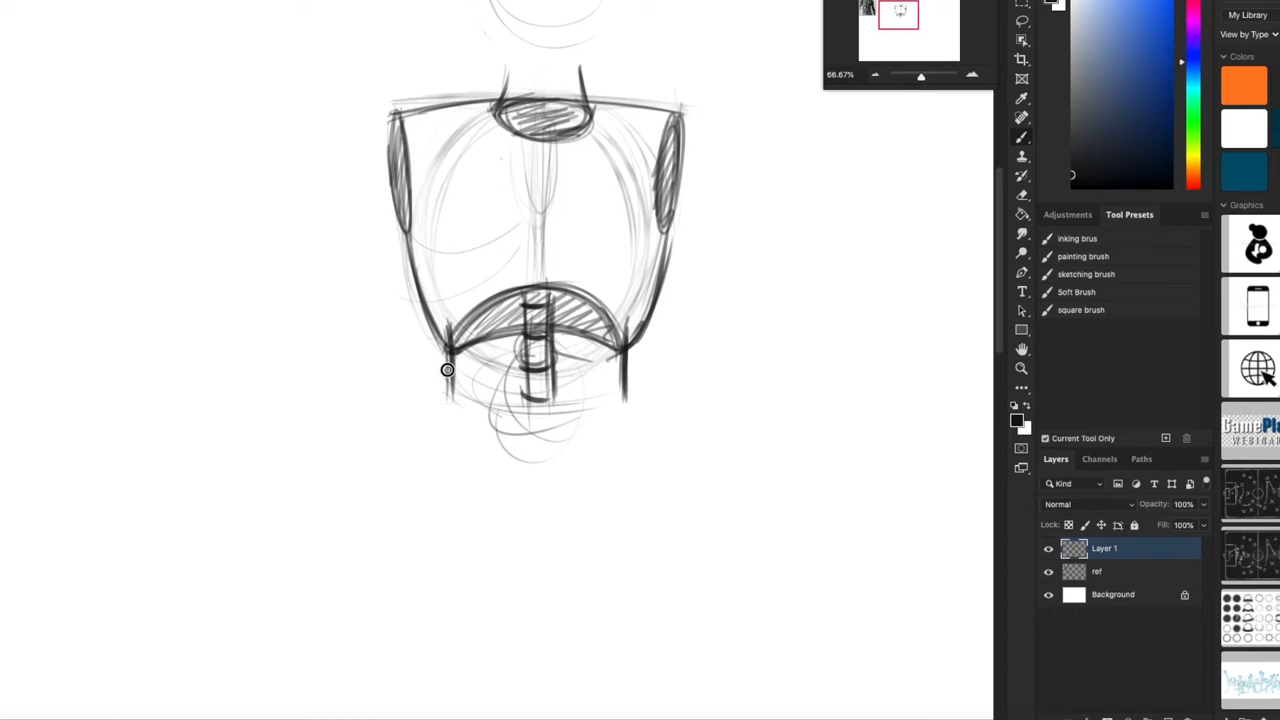 66.67%
My Library
View by Type
Colors
Adjustments
Tool Presets
inking brus
painting brush
sketching brush
Soft Brush
square brush
Graphics
Current Tool Only
GamePla
WEBINAR
Layers
Channels
Paths
Kind
Normal
Opacity: 100%
Lock:
Fill: 100%
Layer 1
ref
Background